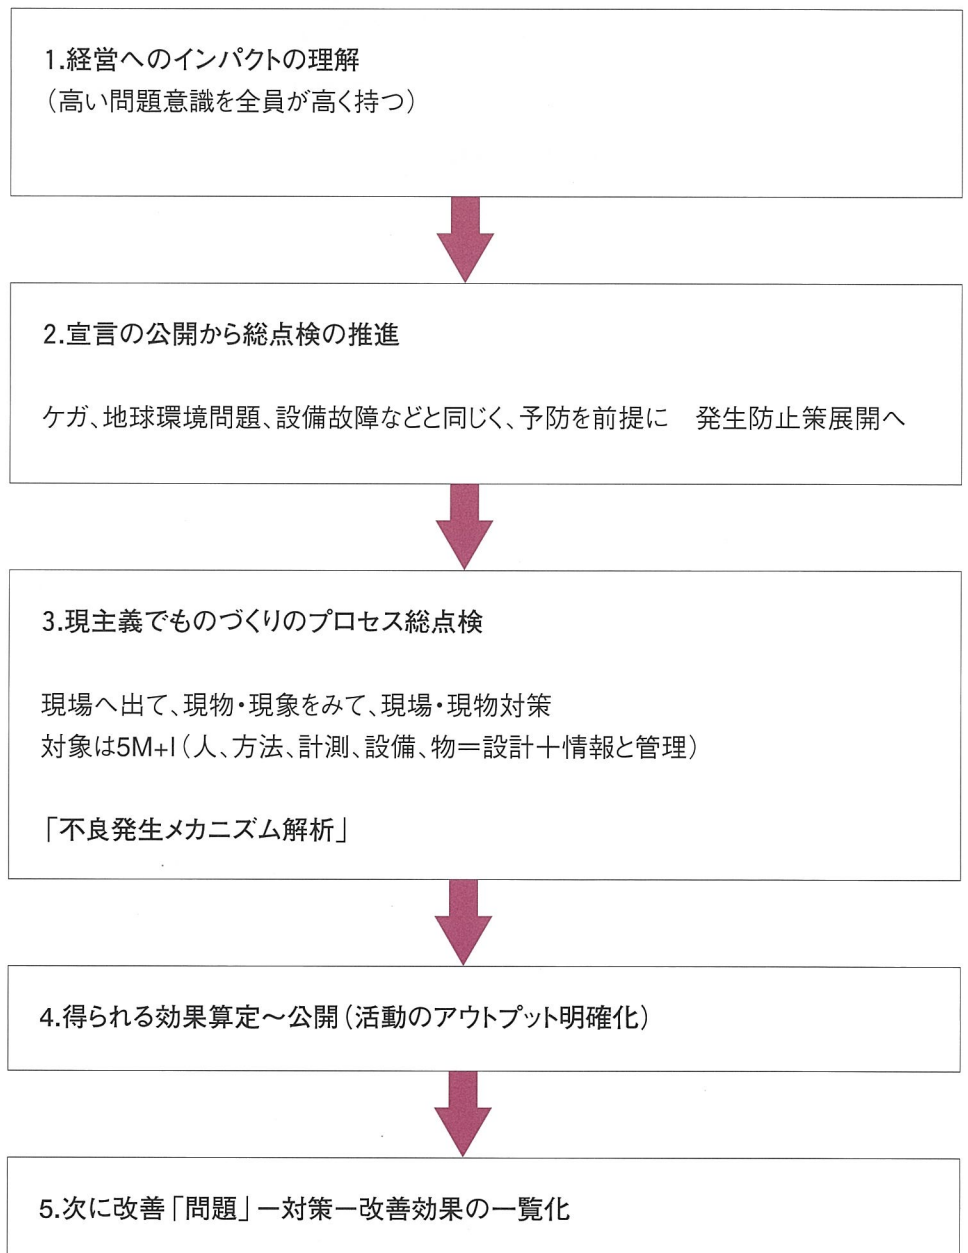 1.経営へのインパクトの理解
（高い問題意識を全員が高く持つ）
2.宣言の公開から総点検の推進
ケガ、地球環境問題、設備故障などと同じく、予防を前提に　発生防止策展開へ
3.現主義でものづくりのプロセス総点検
現場へ出て、現物・現象をみて、現場・現物対策
対象は5M+I（人、方法、計測、設備、物＝設計＋情報と管理）
「不良発生メカニズム解析」
4.得られる効果算定～公開（活動のアウトプット明確化）
5.次に改善「問題」ー対策ー改善効果の一覧化